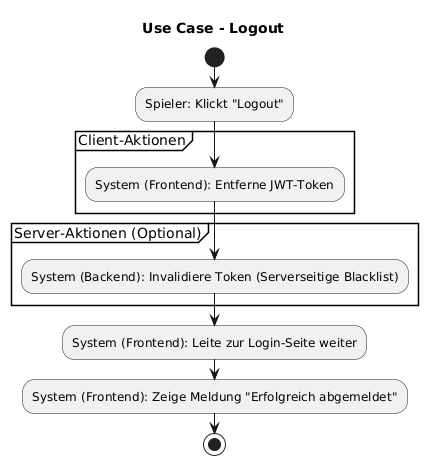 Use Case - Logout
Spieler: Klickt "Logout"
Client-Aktionen
System (Frontend): Entferne JWT-Token
Server-Aktionen (Optional)
System (Backend): Invalidiere Token (Serverseitige Blacklist)
System (Frontend): Leite zur Login-Seite weiter
System (Frontend): Zeige Meldung "Erfolgreich abgemeldet"